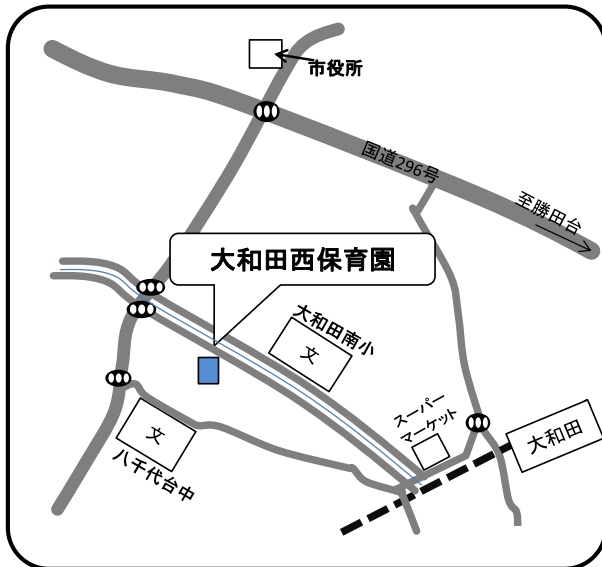 市役所
国道296号
至勝田台
大和田西保育園
大和田南小
文
スーパー
マーケット
大和田
文
八千代台中